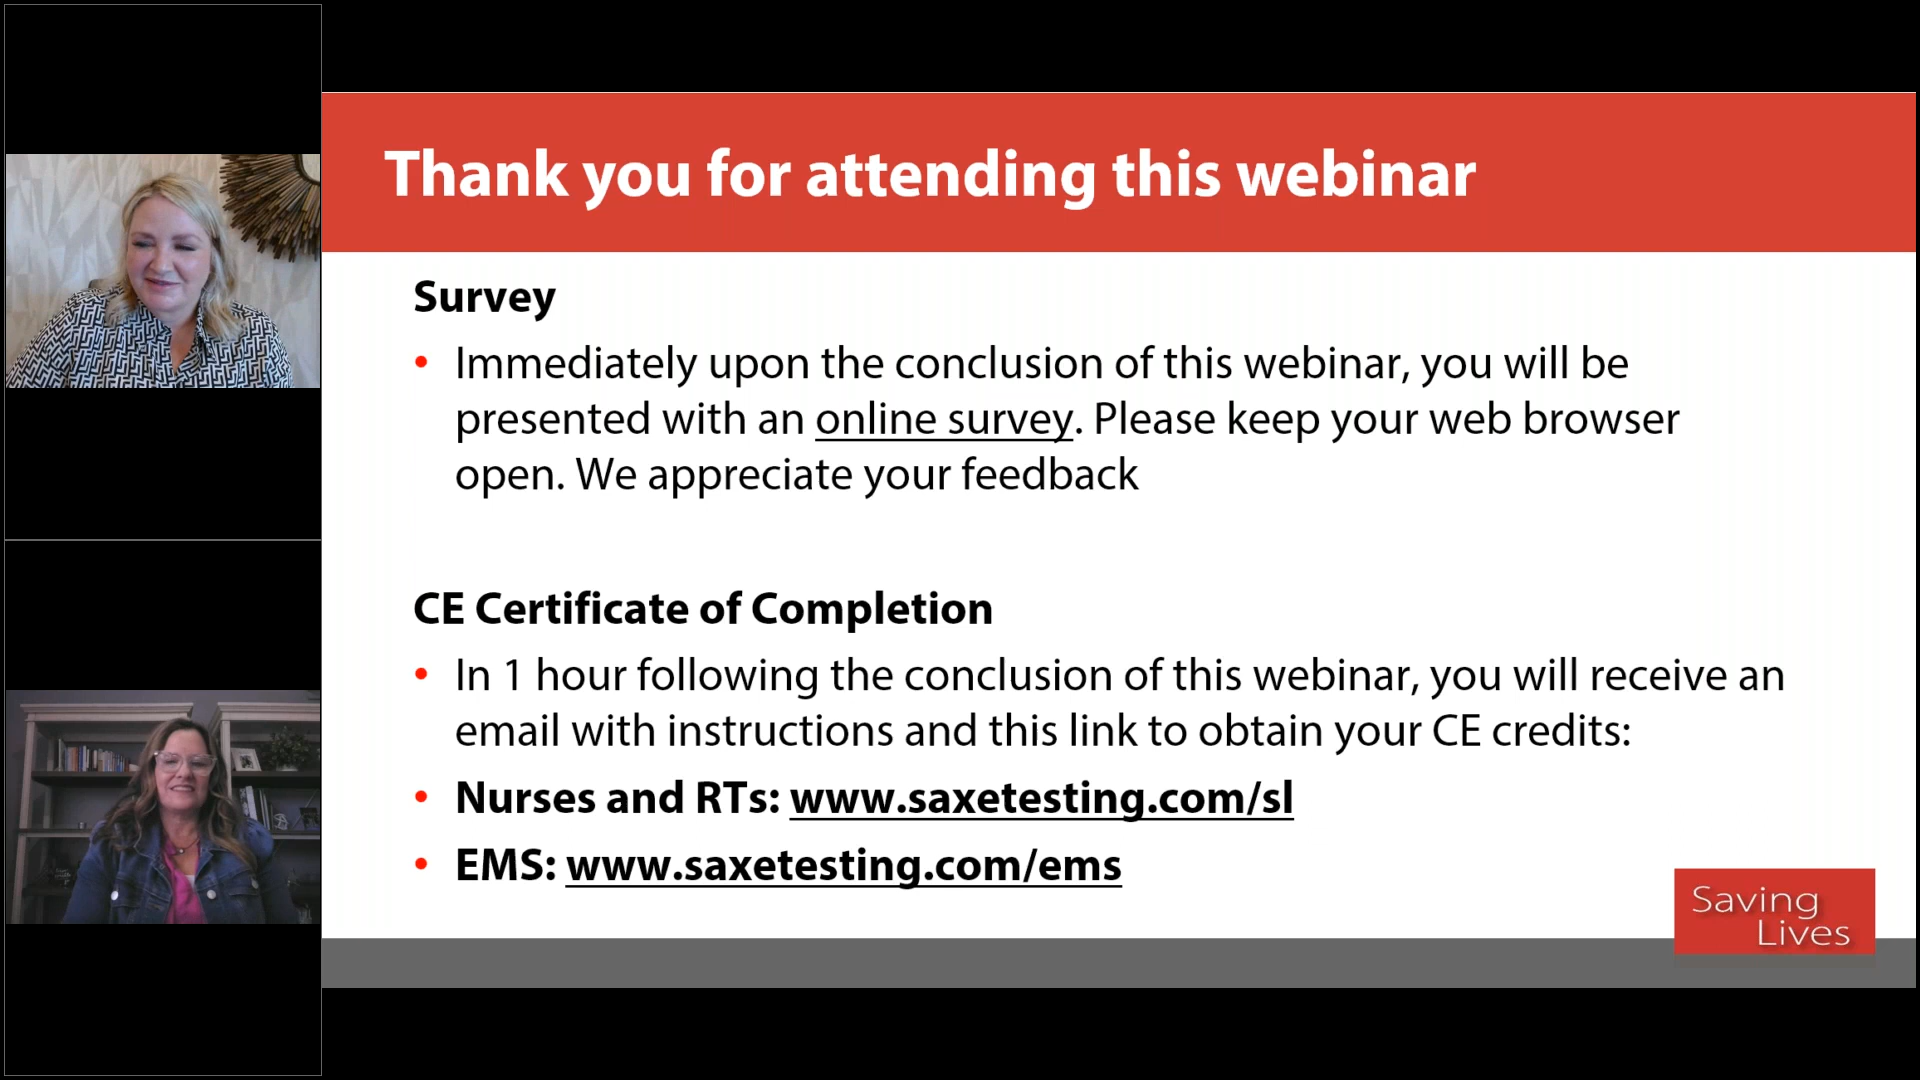 Thank you for attending this webinar
Survey
• Immediately upon the conclusion of this webinar, you will be
presented with an online survey. Please keep your web browser
open. We appreciate your feedback
CE Certificate of Completion
• In 1 hour following the conclusion of this webinar, you will receive an
email with instructions and this link to obtain your CE credits:
• Nurses and RTs: www.saxetesting.com/sl
• EMS: www.saxetesting.com/ems
Saving
Lives